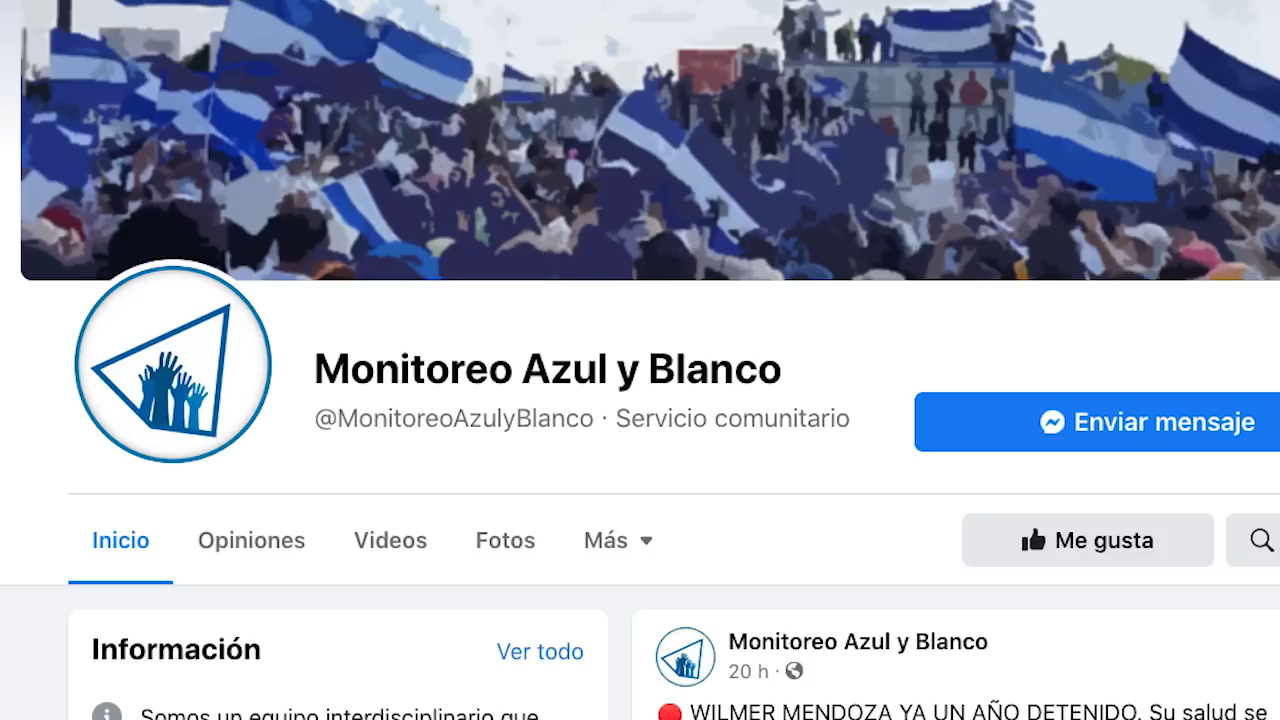 Monitoreo Azul y Blanco
@MonitoreoAzulyBlanco · Servicio comunitario
Enviar mensaje
Inicio
Opiniones
Videos
Fotos
Más
Me gusta
Información
Ver todo
Somos un equipo interdisciplinario que
Monitoreo Azul y Blanco
20 h ·
WILMER MENDOZA YA UN AÑO DETENIDO. Su salud se